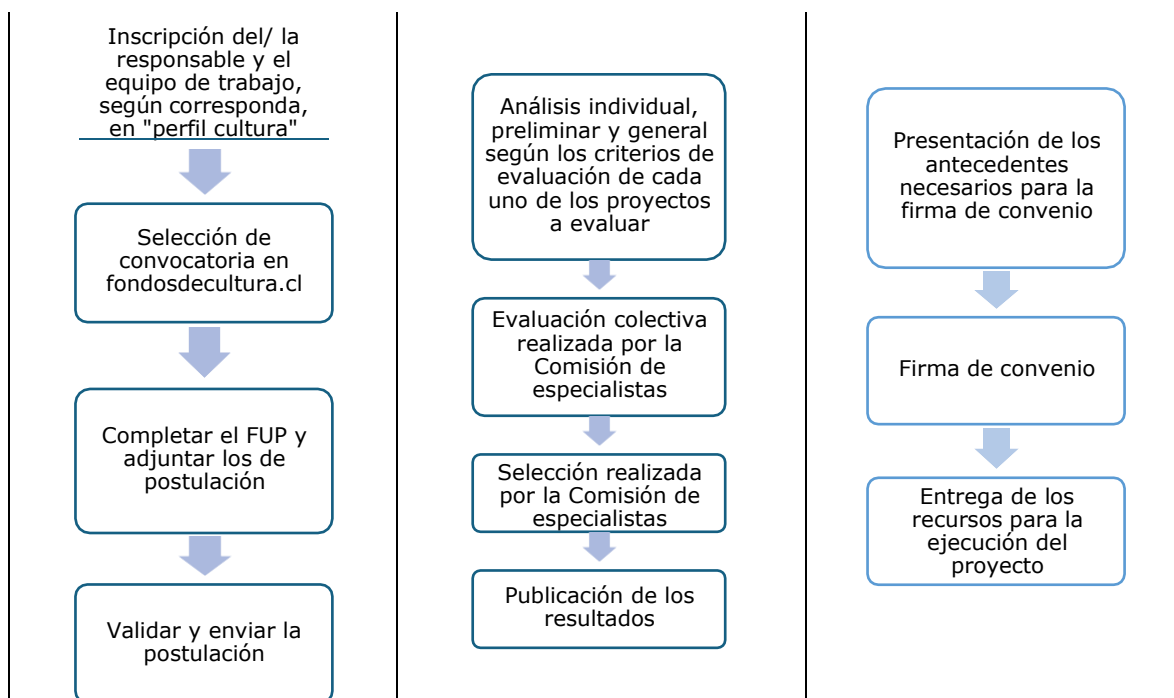 Inscripción del/ la
responsable y el
equipo de trabajo,
según corresponda,
en "perfil cultura"
Selección de
convocatoria en
fondosdecultura.cl
Completar el FUP y
adjuntar los de
postulación
Validar y enviar la
postulación
Análisis individual,
preliminar y general
según los criterios de
evaluación de cada
uno de los proyectos
a evaluar
Evaluación colectiva
realizada por la
Comisión de
especialistas
Selección realizada
por la Comisión de
especialistas
Publicación de los
resultados
Presentación de los
antecedentes
necesarios para la
firma de convenio
Firma de convenio
Entrega de los
recursos para la
ejecución del
proyecto